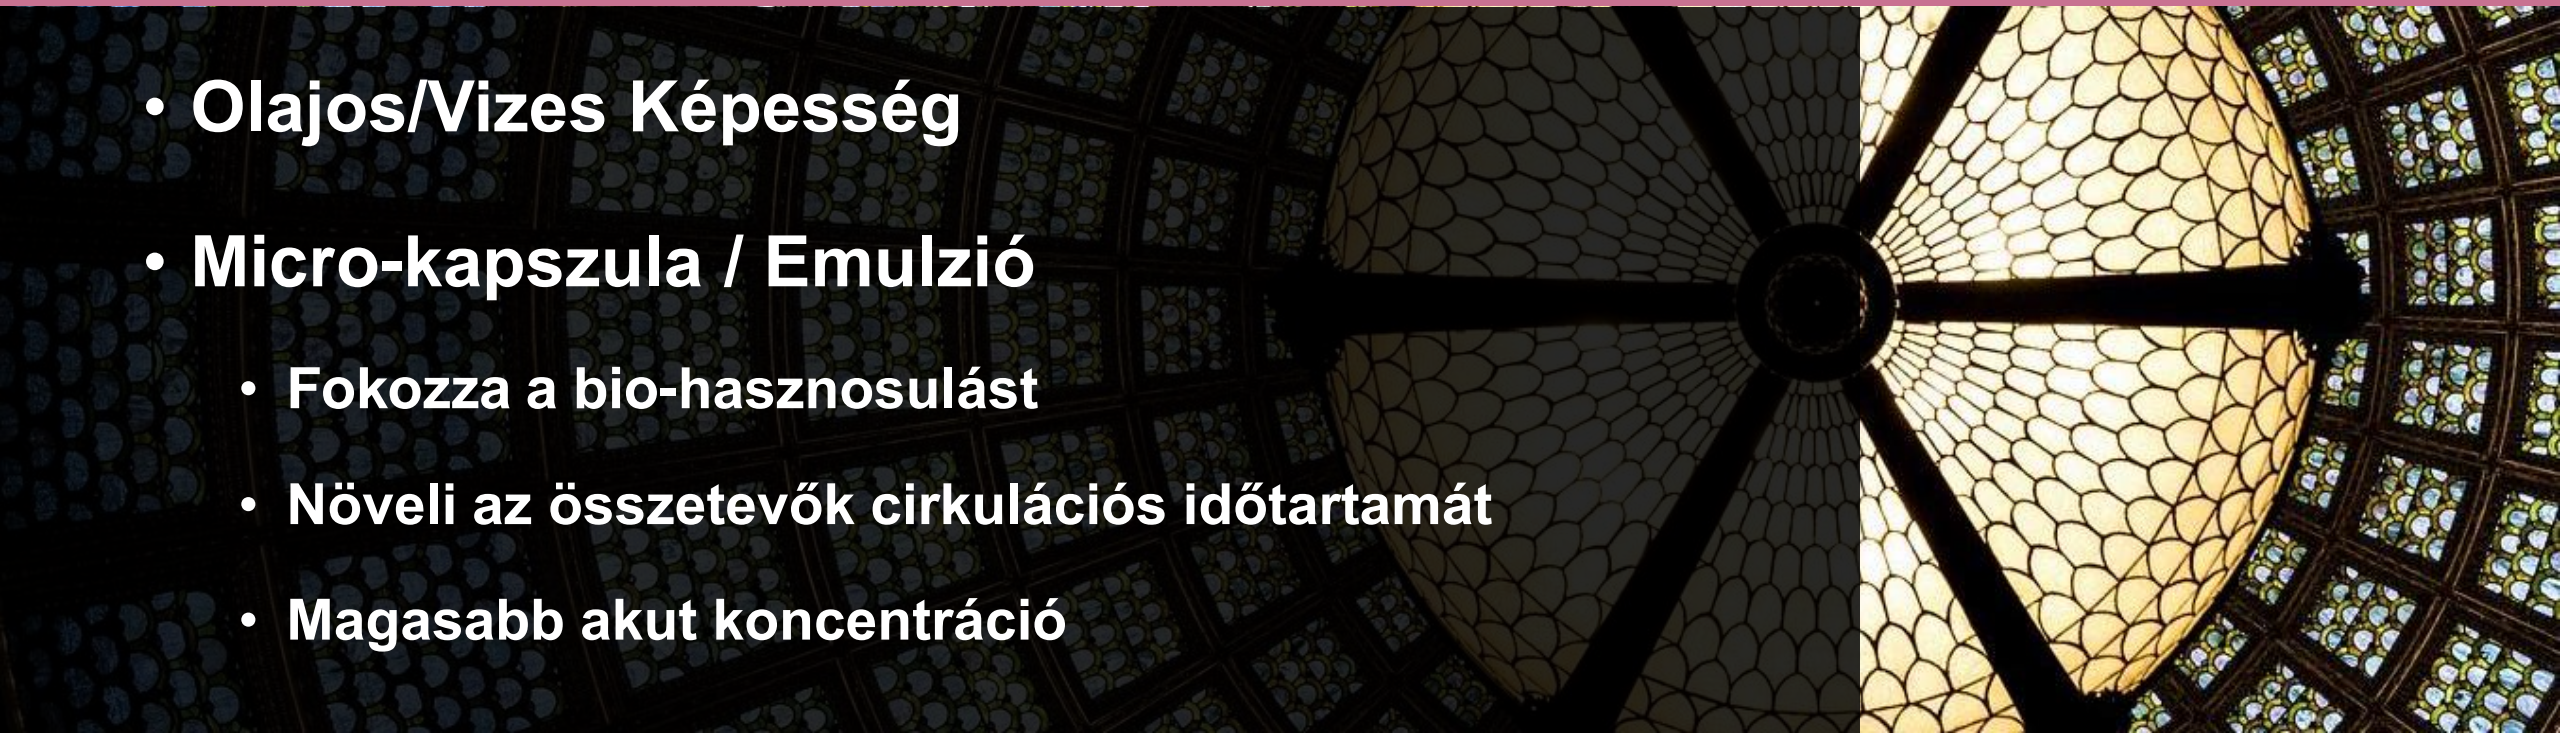 • Olajos/Vizes Képesség
• Micro-kapszula / Emulzió
• Fokozza a bio-hasznosulást
• Növeli az összetevők cirkulációs időtartamát
• Magasabb akut koncentráció